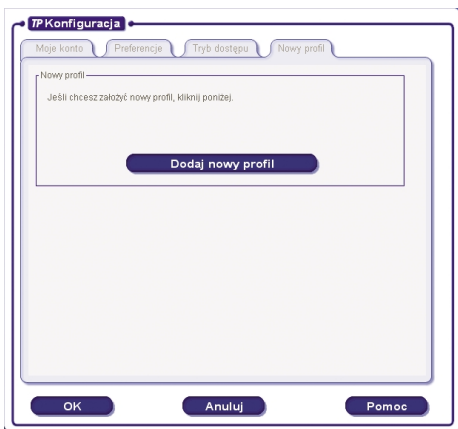 TP Konfiguracja
Moje konto Preferencje Tryb dostępu Nowy profil
Nowy profil
Jeśli chcesz założyć nowy profil, kliknij poniżej.
Dodaj nowy profil
OK Anuluj Pomoc